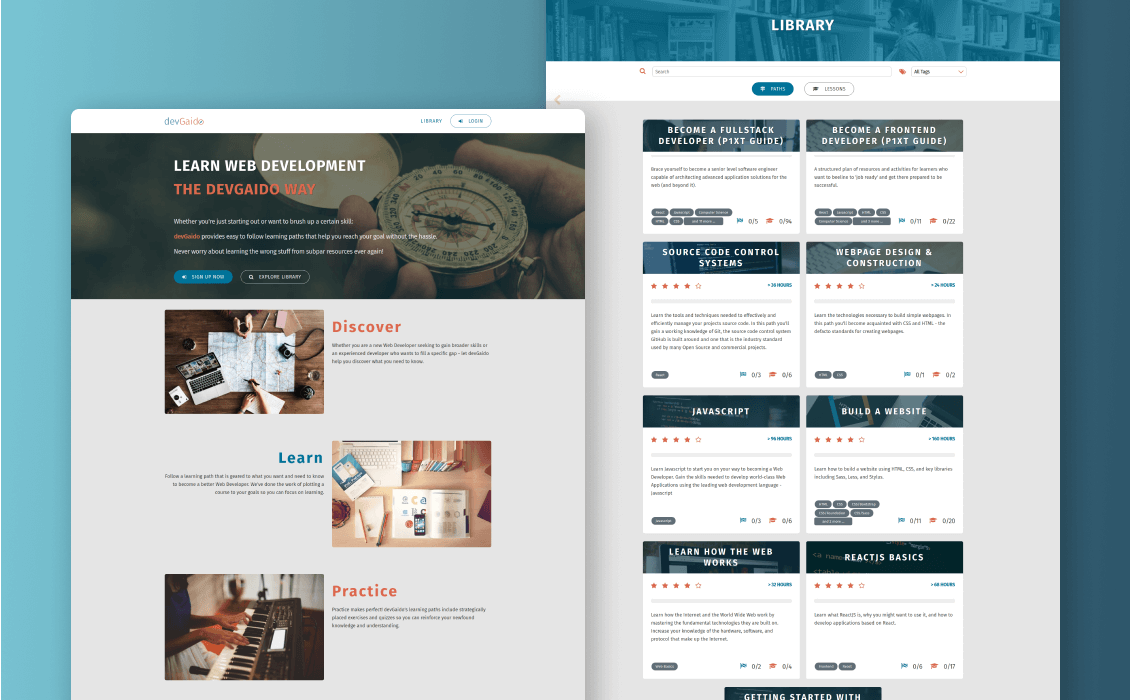 devGaido
LIBRARY
LOGIN
LEARN WEB DEVELOPMENT
THE DEVGAIDO WAY
Whether you're just starting out or want to brush up a certain skill:
devGaido provides easy to follow learning paths that help you reach your goal without the hassle.
Never worry about learning the wrong stuff from subpar resources ever again!
SIGN UP NOW
EXPLORE LIBRARY
Discover
Whether you are a new Web Developer seeking to gain broader skills or
an experienced developer who wants to fill a specific gap - let devGaido
help you discover what you need to know.
Learn
Follow a learning path that is geared to what you want and need to know
to become a better Web Developer. We've done the work of plotting a
course to your goals so you can focus on learning.
Practice
Practice makes perfect! devGaido's learning paths include strategically
placed exercises and quizzes so you can reinforce your newfound
knowledge and understanding.
LIBRARY
Search
All Tags
PATHS
LESSONS
BECOME A FULLSTACK
DEVELOPER (P1XT GUIDE)
Brace yourself to become a senior level software engineer
capable of architecting advanced application solutions for the
web (and beyond it).
React Javascript Computer Science
HTML CSS and 11 more...
0/5 0/94
BECOME A FRONTEND
DEVELOPER (P1XT GUIDE)
A structured plan of resources and activities for learners who
want to beeline to 'job ready' and get there prepared to be
successful.
React Javascript HTML CSS
Computer Science and 1 more...
0/11 0/22
SOURCE CODE CONTROL
SYSTEMS
> 30 HOURS
Learn the tools and techniques needed to effectively and
efficiently manage your projects source code. In this path you'll
gain a working knowledge of Git, the source code control system
GitHub is built around and one that is the industry standard
used by many Open Source and commercial projects.
React
0/3 0/6
WEBPAGE DESIGN &
CONSTRUCTION
> 24 HOURS
Learn the technologies necessary to build simple webpages. In
this path you'll become acquainted with CSS and HTML - the
defacto standards for creating webpages.
HTML CSS
0/1 0/2
JAVASCRIPT
> 96 HOURS
Learn Javascript to start you on your way to becoming a Web
Developer. Gain the skills needed to develop world-class Web
Applications using the leading web development language -
Javascript
Javascript
0/3 0/6
BUILD A WEBSITE
> 160 HOURS
Learn how to build a website using HTML, CSS, and key libraries
including Sass, Less, and Stylus.
HTML CSS
0/11 0/20
LEARN HOW THE WEB
WORKS
> 32 HOURS
Learn how the Internet and the World Wide Web work by
mastering the fundamental technologies they are built on.
Increase your knowledge of the hardware, software, and
protocol that make up the Internet.
Web Basics
0/2 0/4
REACTJS BASICS
> 68 HOURS
Learn what ReactJS is, why you might want to use it, and how to
develop applications based on React.
Frontend React
0/6 0/17
GETTING STARTED WITH